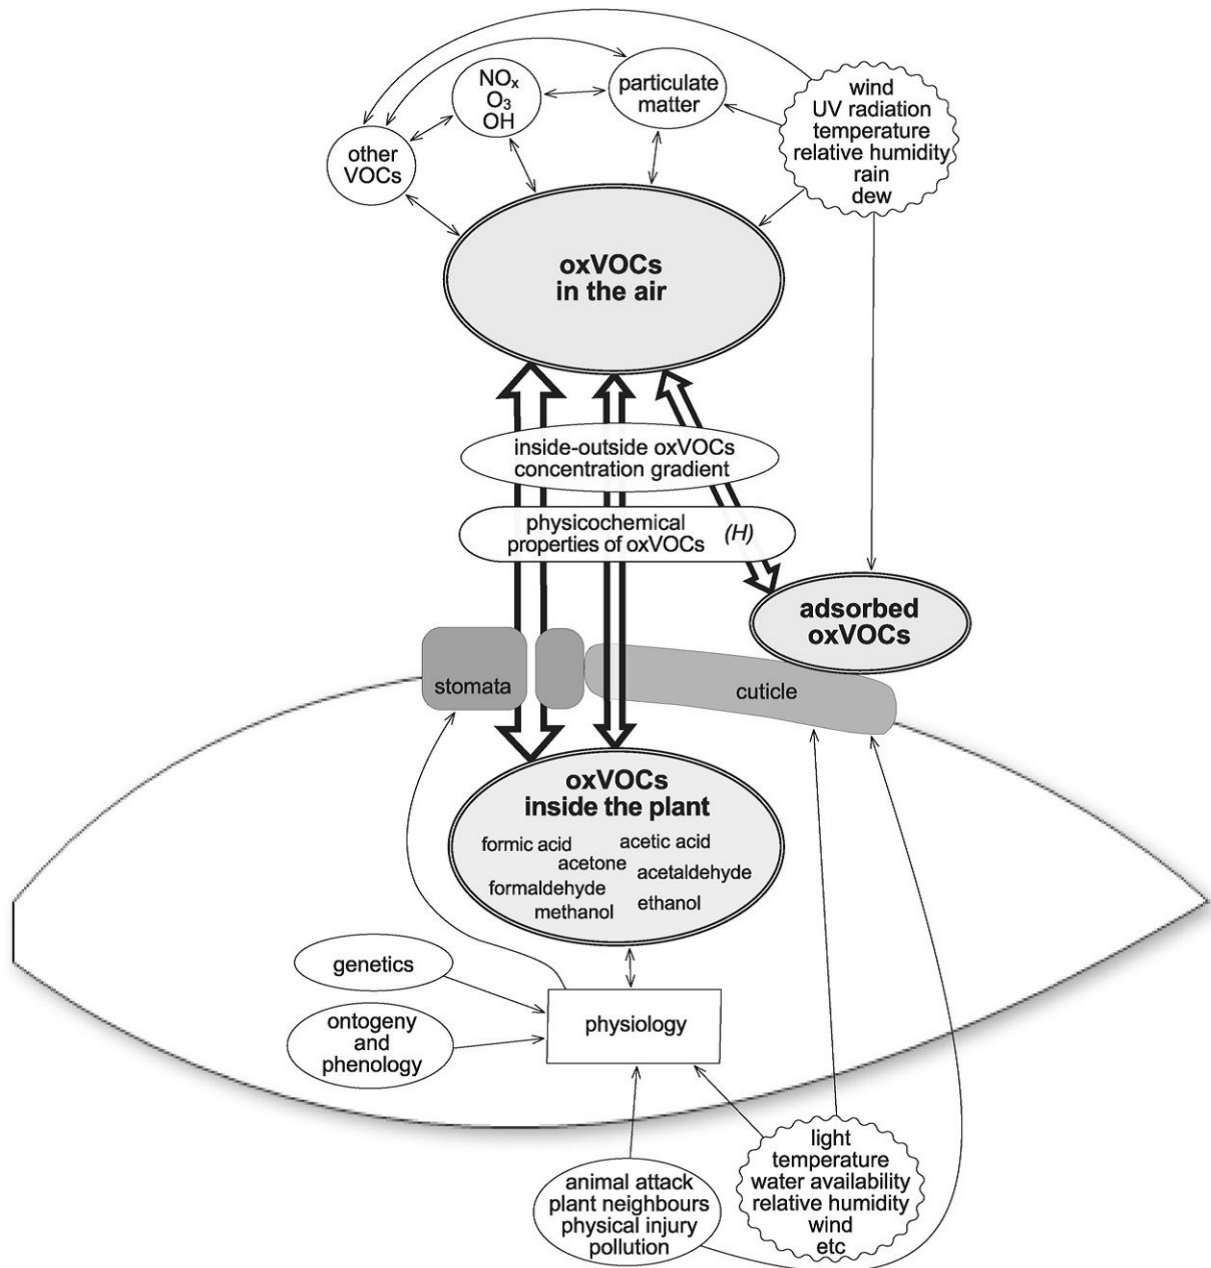 NOₓ
O₃
OH
particulate
matter
other
VOCs
wind
UV radiation
temperature
relative humidity
rain
dew
oxVOCs
in the air
inside-outside oxVOCs
concentration gradient
physicochemical
properties of oxVOCs (H)
adsorbed
oxVOCs
stomata
cuticle
oxVOCs
inside the plant
formic acid acetic acid
acetone
acetaldehyde
formaldehyde
ethanol
methanol
genetics
ontogeny
and
phenology
physiology
animal attack
plant neighbours
physical injury
pollution
light
temperature
water availability
relative humidity
wind
etc